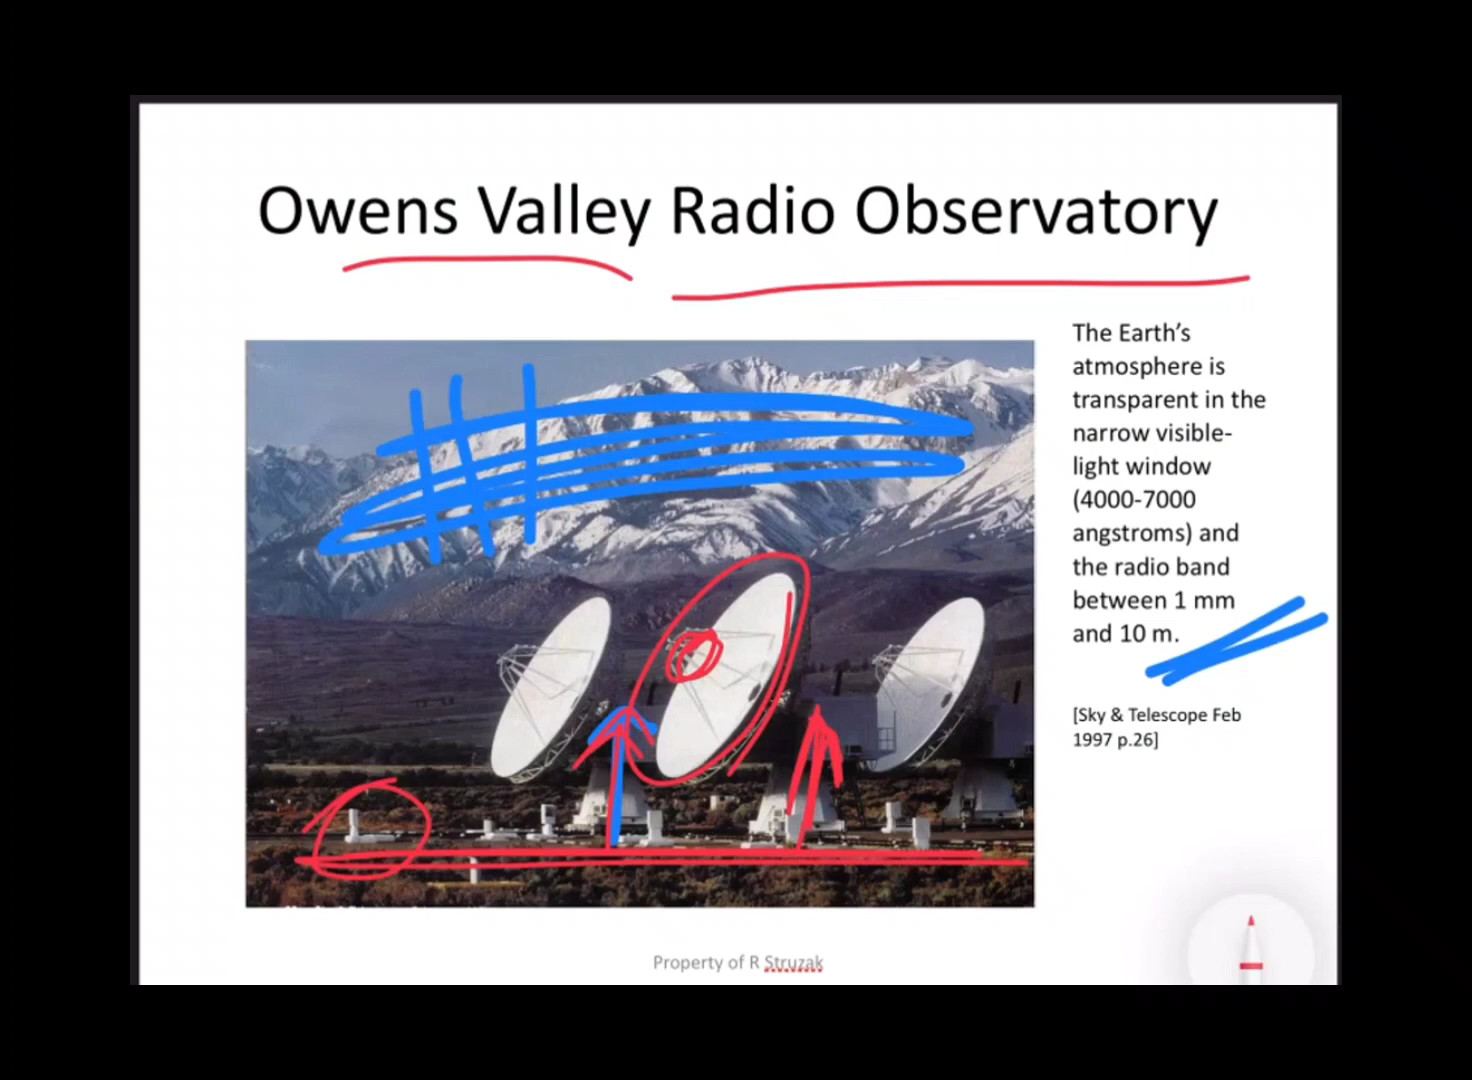 Owens Valley Radio Observatory
The Earth’s
atmosphere is
transparent in the
narrow visible-
light window
(4000-7000
angstroms) and
the radio band
between 1 mm
and 10 m.
[Sky & Telescope Feb
1997 p.26]
Property of R Struzak